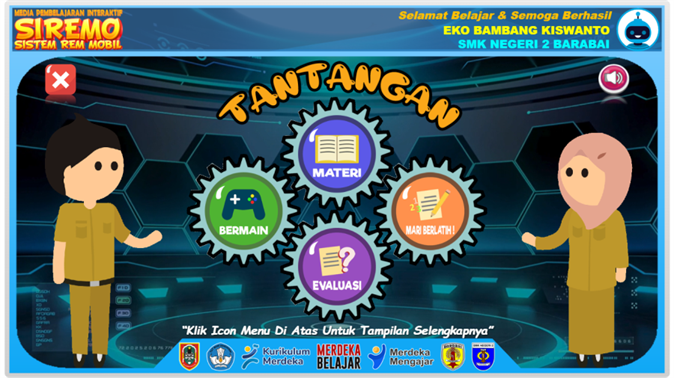 MEDIA PEMBELAJARAN INTERAKTIF
SIREMO
SISTEM REM MOBIL
Selamat Belajar & Semoga Berhasil
EKO BAMBANG KISWANTO
SMK NEGERI 2 BARABAI
TANTANGAN
MATERI
BERMAIN
MARI BERLATIH !
EVALUASI
"Klik Icon Menu Di Atas Untuk Tampilan Selengkapnya"
Kurikulum
Merdeka
MERDEKA
BELAJAR
Merdeka
Mengajar